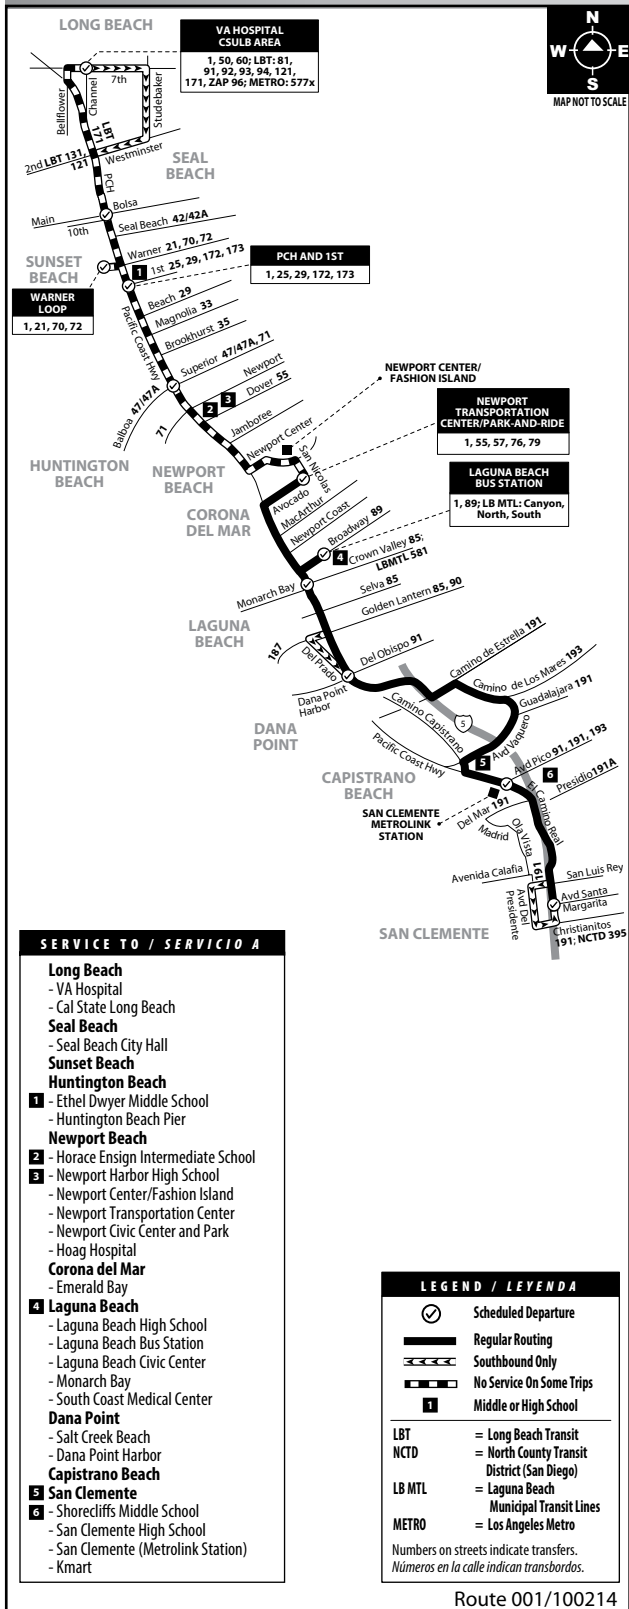 LONG BEACH
VA HOSPITAL
CSULB AREA
1, 50, 60; LBT: 81,
91, 92, 93, 94, 121,
171, ZAP 96; METRO: 577x
N
W
E
S
MAP NOT TO SCALE
7th
Bellflower
Channel
Studebaker
LBT
171
2nd LBT 131,
121
Westminster
SEAL
BEACH
PCH
Bolsa
Main
10th
Seal Beach 42/42A
Warner 21, 70, 72
SUNSET
BEACH
1
1st 25, 29, 172, 173
PCH AND 1ST
1, 25, 29, 172, 173
WARNER
LOOP
1, 21, 70, 72
Beach 29
Magnolia 33
Pacific Coast Hwy
Brookhurst 35
Superior 47/47A, 71
Newport
Dover 55
Balboa 47/47A
71
2
3
Jamboree
NEWPORT CENTER/
FASHION ISLAND
Newport Center
San Nicolas
NEWPORT
TRANSPORTATION
CENTER/PARK-AND-RIDE
1, 55, 57, 76, 79
HUNTINGTON
BEACH
NEWPORT
BEACH
LAGUNA BEACH
BUS STATION
1, 89; LB MTL: Canyon,
North, South
CORONA
DEL MAR
Avocado
MacArthur
Newport Coast
Broadway 89
4
Crown Valley 85;
LBMTL 581
Monarch Bay
Selva 85
Golden Lantern 85, 90
LAGUNA
BEACH
187
Del Prado
Del Obispo 91
Dana Point
Harbor
DANA
POINT
Camino de Estrella 191
Camino de Los Mares 193
Guadalajara 191
Camino Capistrano
5
Avd Vaquero
Pacific Coast Hwy
5
Avd Pico 91, 191, 193
6
CAPISTRANO
BEACH
Presidio 191A
SAN CLEMENTE
METROLINK
STATION
Del Mar 191
El Camino Real
Madrid
Ola Vista
191
Avenida Calafia
San Luis Rey
Avd Del
Presidente
Avd Santa
Margarita
SAN CLEMENTE
Christianitos
191; NCTD 395
SERVICE TO / SERVICIO A
Long Beach
- VA Hospital
- Cal State Long Beach
Seal Beach
- Seal Beach City Hall
Sunset Beach
Huntington Beach
1 - Ethel Dwyer Middle School
- Huntington Beach Pier
Newport Beach
2 - Horace Ensign Intermediate School
3 - Newport Harbor High School
- Newport Center/Fashion Island
- Newport Transportation Center
- Newport Civic Center and Park
- Hoag Hospital
Corona del Mar
- Emerald Bay
4 Laguna Beach
- Laguna Beach High School
- Laguna Beach Bus Station
- Laguna Beach Civic Center
- Monarch Bay
- South Coast Medical Center
Dana Point
- Salt Creek Beach
- Dana Point Harbor
Capistrano Beach
5 San Clemente
6 - Shorecliffs Middle School
- San Clemente High School
- San Clemente (Metrolink Station)
- Kmart
LEGEND / LEYENDA
Scheduled Departure
Regular Routing
Southbound Only
No Service On Some Trips
1 Middle or High School
LBT = Long Beach Transit
NCTD = North County Transit
District (San Diego)
LB MTL = Laguna Beach
Municipal Transit Lines
METRO = Los Angeles Metro
Numbers on streets indicate transfers.
Números en la calle indican transbordos.
Route 001/100214